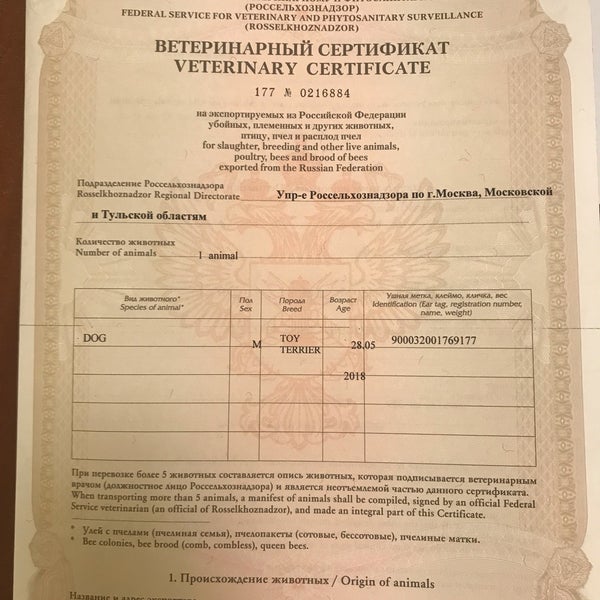 (РОССЕЛЬХОЗНАДЗОР)
FEDERAL SERVICE FOR VETERINARY AND PHYTOSANITARY SURVEILLANCE
(ROSSELKHOZNADZOR)
ВЕТЕРИНАРНЫЙ СЕРТИФИКАТ
VETERINARY CERTIFICATE
177 № 0216884
на экспортируемых из Российской Федерации
убойных, племенных и других животных,
птицу, пчел и расплод пчел
for slaughter, breeding and other live animals,
poultry, bees and brood of bees
exported from the Russian Federation
Подразделение Россельхознадзора
Rosselkhoznadzor Regional Directorate Упр-е Россельхознадзора по г.Москва, Московской
и Тульской областям
Количество животных
Number of animals 1 animal
Вид животного* Пол Порода Возраст Ушная метка, клеймо, кличка, вес
Species of animal* Sex Breed Age Identification (Ear tag, registration number,
name, weight)
DOG M TOY 28.05 900032001769177
TERRIER
2018
При перевозке более 5 животных составляется опись животных, которая подписывается ветеринарным
врачом (должностное лицо Россельхознадзора) и является неотъемлемой частью данного сертификата.
When transporting more than 5 animals, a manifest of animals shall be compiled, signed by an official Federal
Service veterinarian (an official of Rosselkhoznadzor), and made an integral part of this Certificate.
* Улей с пчелами (пчелиная семья), пчелопакеты (сотовые, бессотовые), пчелиные матки.
* Bee colonies, bee brood (comb, combless), queen bees.
1. Происхождение животных / Origin of animals
Название и адрес